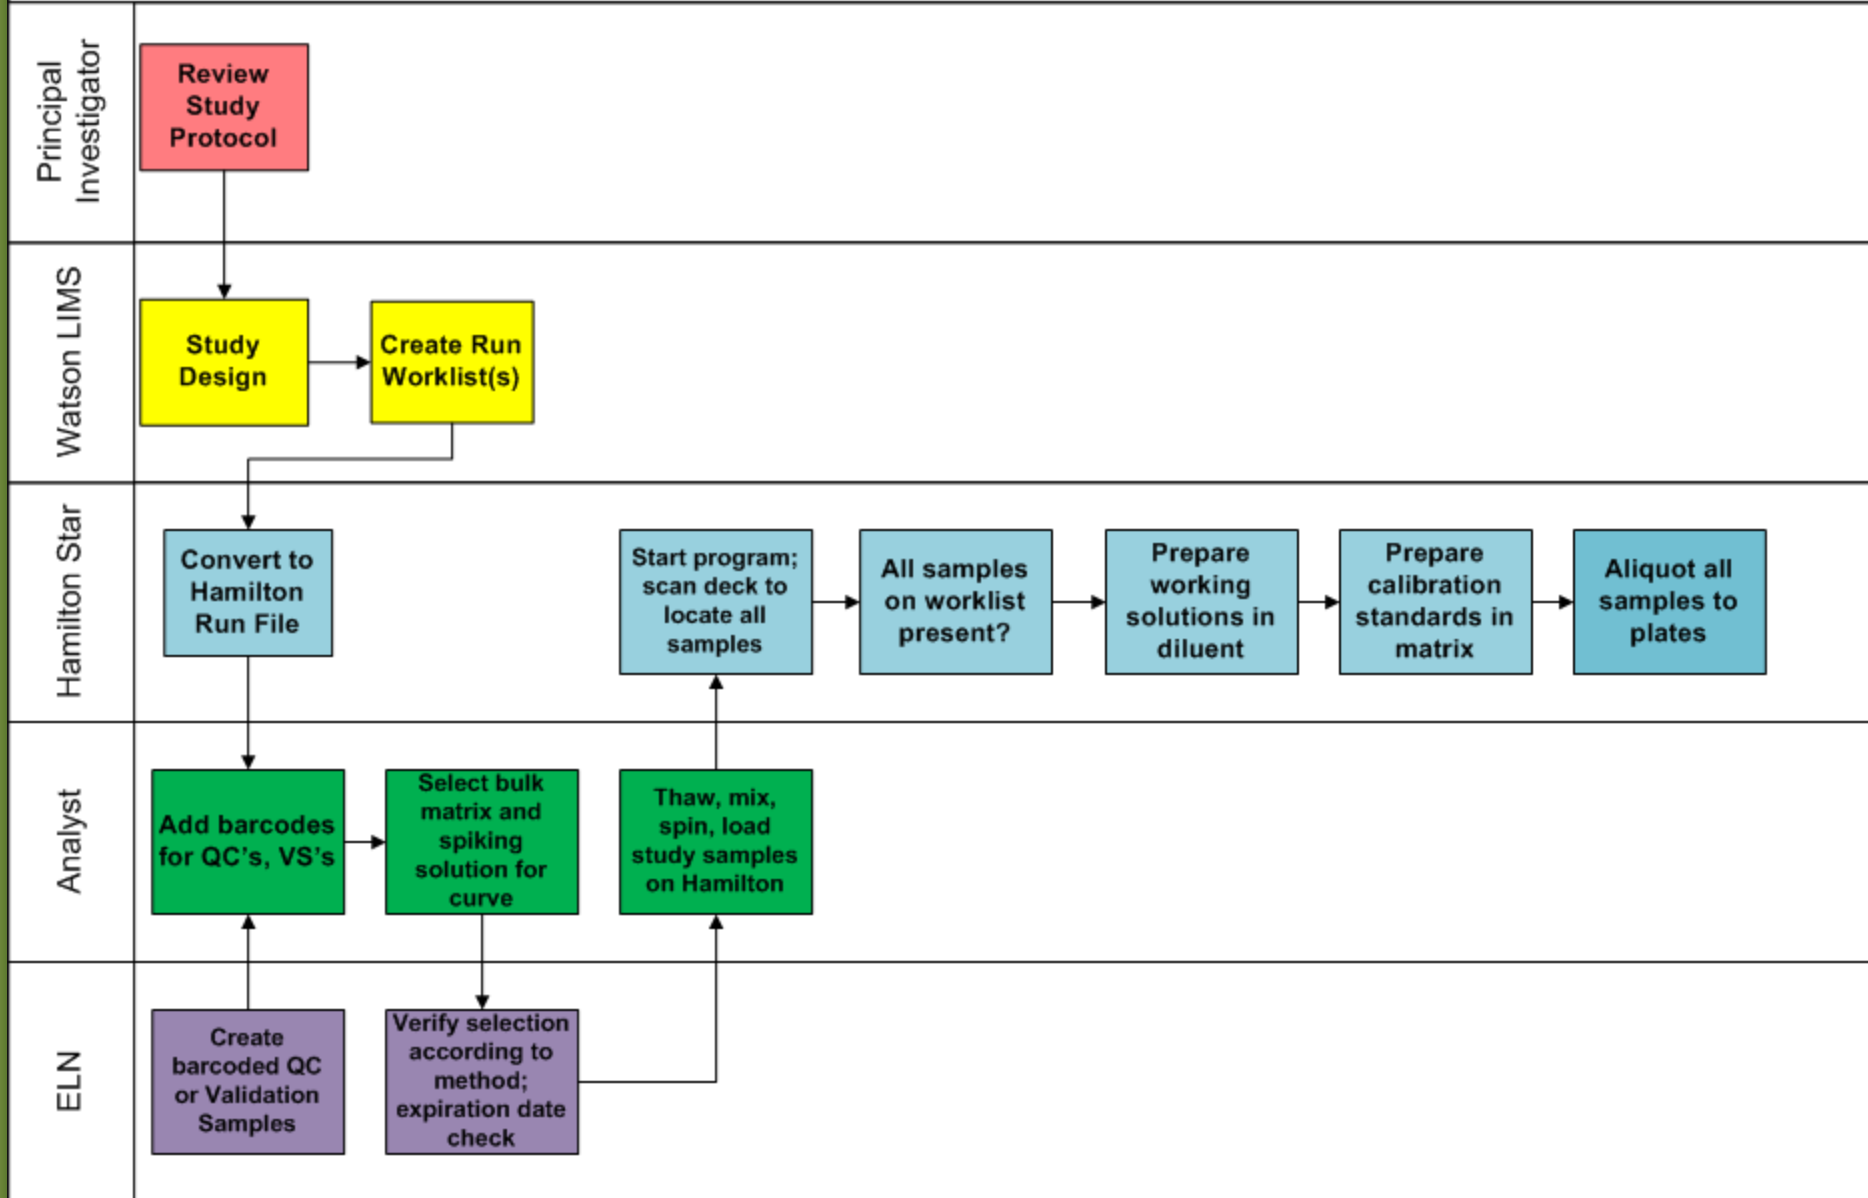 Principal
Investigator
Review
Study
Protocol
Watson LIMS
Study
Design
Create Run
Worklist(s)
Hamilton Star
Convert to
Hamilton
Run File
Start program;
scan deck to
locate all
samples
All samples
on worklist
present?
Prepare
working
solutions in
diluent
Prepare
calibration
standards in
matrix
Aliquot all
samples to
plates
Analyst
Add barcodes
for QC's, VS's
Select bulk
matrix and
spiking
solution for
curve
Thaw, mix,
spin, load
study samples
on Hamilton
ELN
Create
barcoded QC
or Validation
Samples
Verify selection
according to
method;
expiration date
check